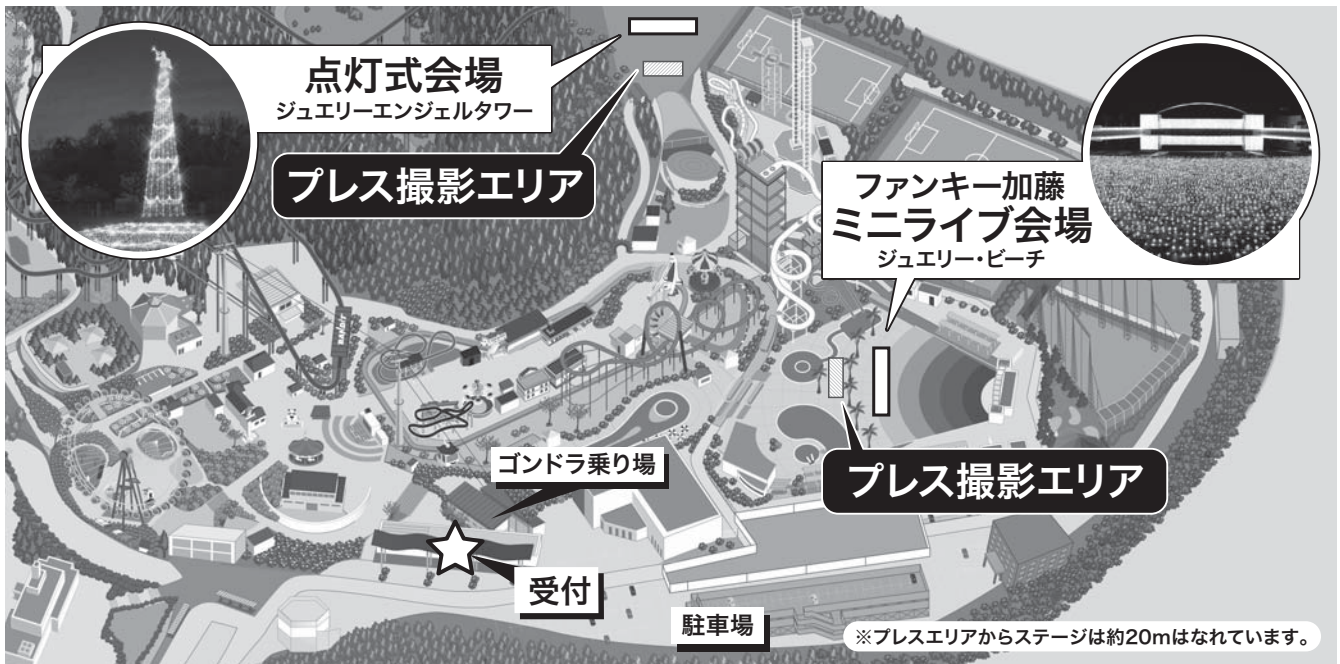 点灯式会場
ジュエリーエンジェルタワー
プレス撮影エリア
ファンキー加藤
ミニライブ会場
ジュエリー・ビーチ
プレス撮影エリア
ゴンドラ乗り場
受付
駐車場
※プレスエリアからステージは約20mはなれています。